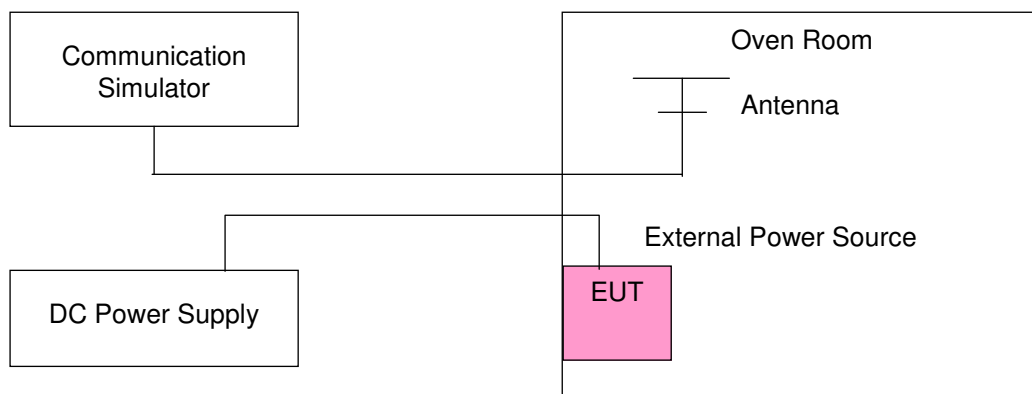 Communication
Simulator
Oven Room
Antenna
External Power Source
EUT
DC Power Supply